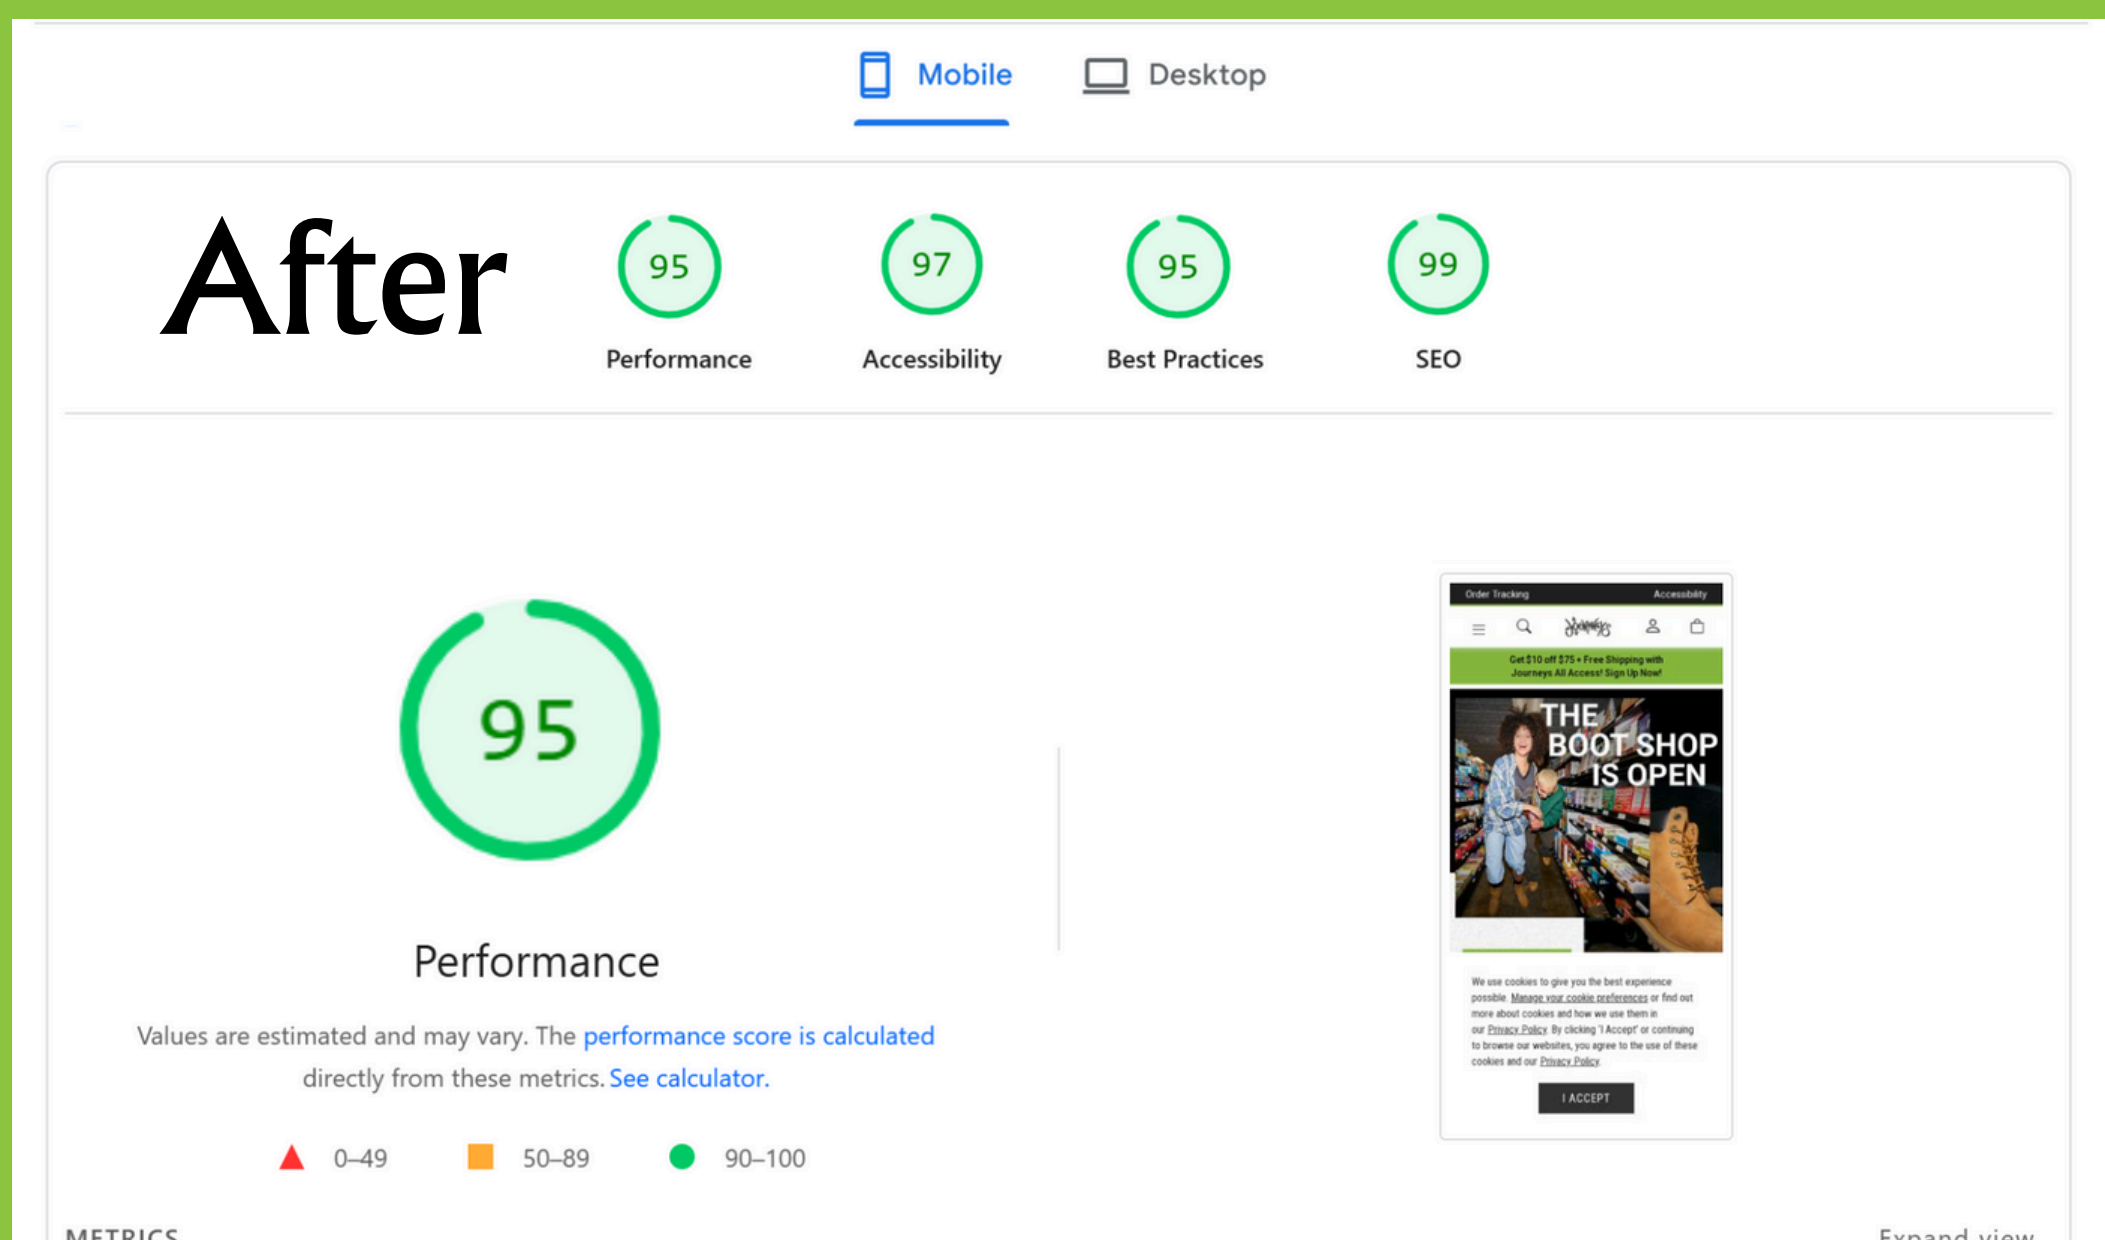 Mobile Desktop
After
95 97 95 99
Performance Accessibility Best Practices SEO
95
Performance
Values are estimated and may vary. The performance score is calculated
directly from these metrics. See calculator.
0–49 50–89 90–100
Order Tracking Accessibility
Journeys
Get $10 off $75 + Free Shipping with
Journeys All Access! Sign Up Now!
THE
BOOT SHOP
IS OPEN
We use cookies to give you the best experience
possible. Manage your cookie preferences or find out
more about cookies and how we use them in
our Privacy Policy. By clicking 'I Accept' or continuing
to browse our websites, you agree to the use of these
cookies and our Privacy Policy.
I ACCEPT
METRICS Expand view